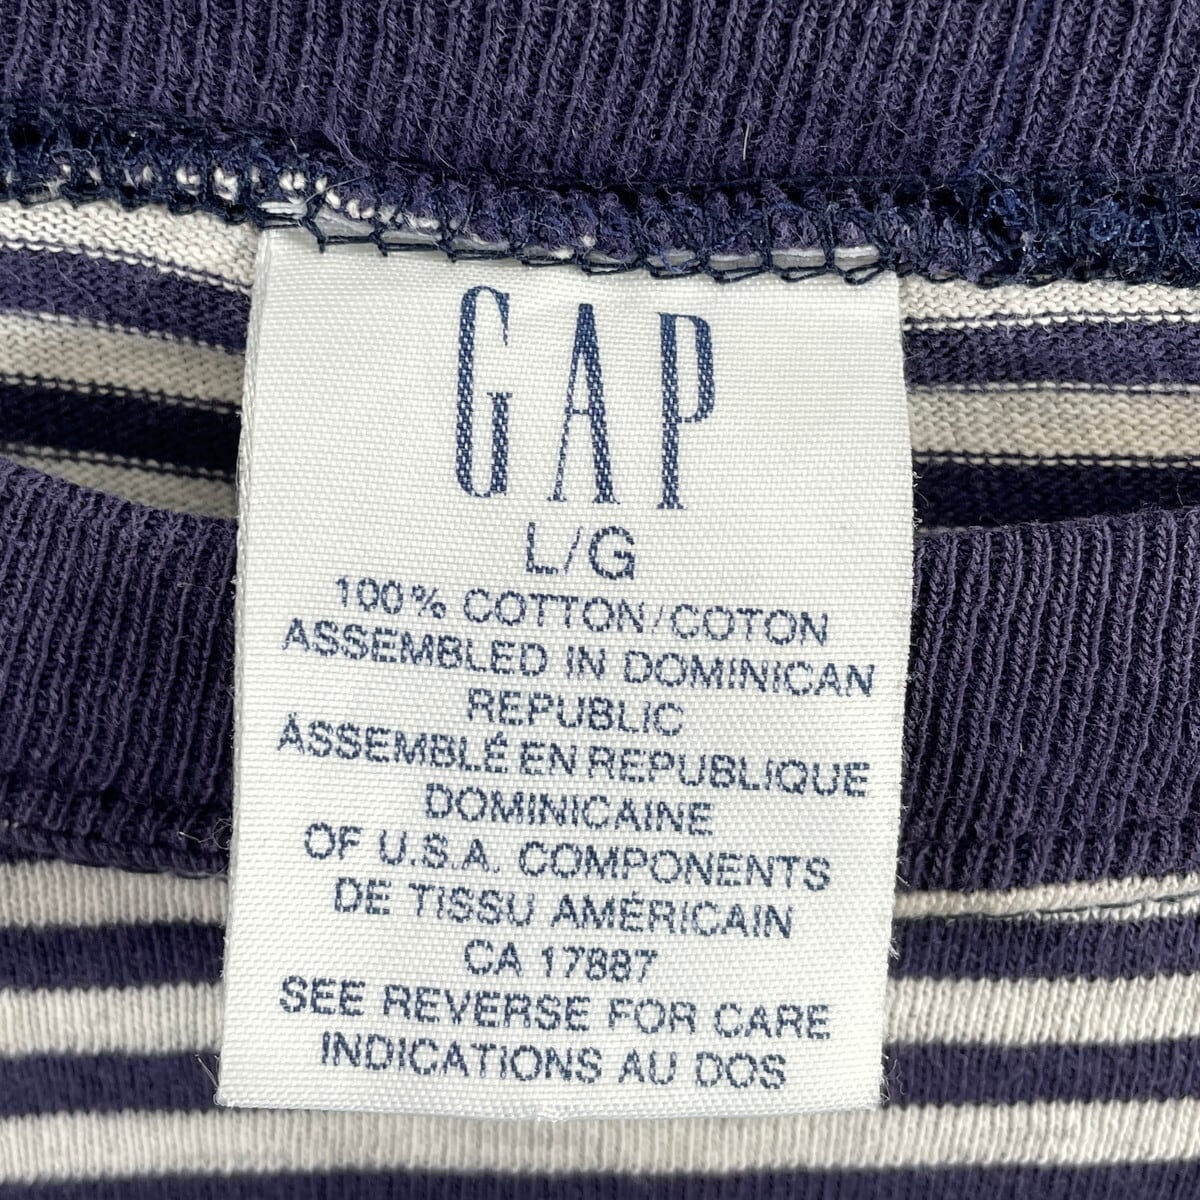 GAP
L/G
100% COTTON/COTON
ASSEMBLED IN DOMINICAN
REPUBLIC
ASSEMBLÉ EN REPUBLIQUE
DOMINICAINE
OF U.S.A. COMPONENTS
DE TISSU AMÉRICAIN
CA 17887
SEE REVERSE FOR CARE
INDICATIONS AU DOS